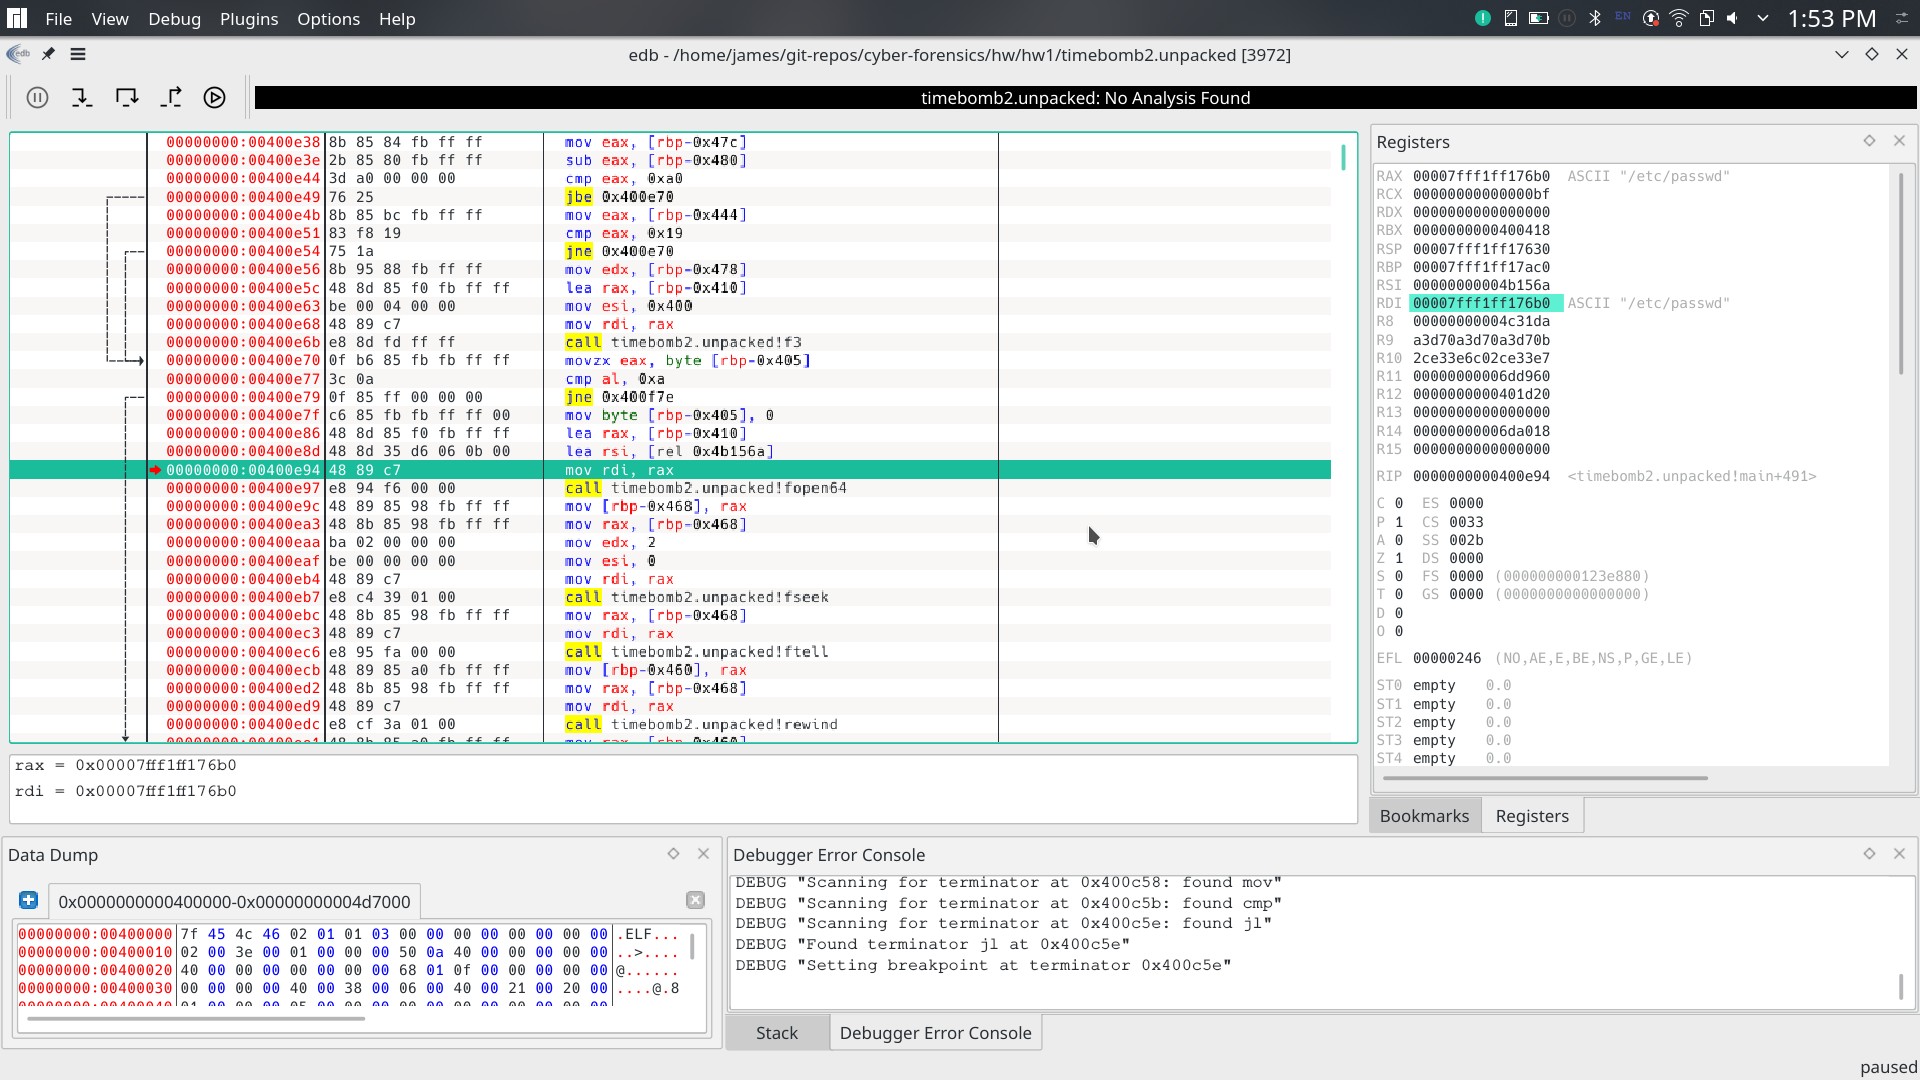 File View Debug Plugins Options Help
EN 1:53 PM
edb
edb - /home/james/git-repos/cyber-forensics/hw/hw1/timebomb2.unpacked [3972]
timebomb2.unpacked: No Analysis Found
00000000:00400e38 8b 85 84 fb ff ff mov eax, [rbp-0x47c]
00000000:00400e3e 2b 85 80 fb ff ff sub eax, [rbp-0x480]
00000000:00400e44 3d a0 00 00 00 cmp eax, 0xa0
00000000:00400e49 76 25 jbe 0x400e70
00000000:00400e4b 8b 85 bc fb ff ff mov eax, [rbp-0x444]
00000000:00400e51 83 f8 19 cmp eax, 0x19
00000000:00400e54 75 1a jne 0x400e70
00000000:00400e56 8b 95 88 fb ff ff mov edx, [rbp-0x478]
00000000:00400e5c 48 8d 85 f0 fb ff ff lea rax, [rbp-0x410]
00000000:00400e63 be 00 04 00 00 mov esi, 0x400
00000000:00400e68 48 89 c7 mov rdi, rax
00000000:00400e6b e8 8d fd ff ff call timebomb2.unpacked!f3
00000000:00400e70 0f b6 85 fb fb ff ff movzx eax, byte [rbp-0x405]
00000000:00400e77 3c 0a cmp al, 0xa
00000000:00400e79 0f 85 ff 00 00 00 jne 0x400f7e
00000000:00400e7f c6 85 fb fb ff ff 00 mov byte [rbp-0x405], 0
00000000:00400e86 48 8d 85 f0 fb ff ff lea rax, [rbp-0x410]
00000000:00400e8d 48 8d 35 d6 06 0b 00 lea rsi, [rel 0x4b156a]
00000000:00400e94 48 89 c7 mov rdi, rax
00000000:00400e97 e8 94 f6 00 00 call timebomb2.unpacked!fopen64
00000000:00400e9c 48 89 85 98 fb ff ff mov [rbp-0x468], rax
00000000:00400ea3 48 8b 85 98 fb ff ff mov rax, [rbp-0x468]
00000000:00400eaa ba 02 00 00 00 mov edx, 2
00000000:00400eaf be 00 00 00 00 mov esi, 0
00000000:00400eb4 48 89 c7 mov rdi, rax
00000000:00400eb7 e8 c4 39 01 00 call timebomb2.unpacked!fseek
00000000:00400ebc 48 8b 85 98 fb ff ff mov rax, [rbp-0x468]
00000000:00400ec3 48 89 c7 mov rdi, rax
00000000:00400ec6 e8 95 fa 00 00 call timebomb2.unpacked!ftell
00000000:00400ecb 48 89 85 a0 fb ff ff mov [rbp-0x460], rax
00000000:00400ed2 48 8b 85 98 fb ff ff mov rax, [rbp-0x468]
00000000:00400ed9 48 89 c7 mov rdi, rax
00000000:00400edc e8 cf 3a 01 00 call timebomb2.unpacked!rewind
rax = 0x00007fff1ff176b0
rdi = 0x00007fff1ff176b0
Registers
RAX 00007fff1ff176b0 ASCII "/etc/passwd"
RCX 00000000000000bf
RDX 0000000000000000
RBX 0000000000400418
RSP 00007fff1ff17630
RBP 00007fff1ff17ac0
RSI 00000000004b156a
RDI 00007fff1ff176b0 ASCII "/etc/passwd"
R8 00000000004c31da
R9 a3d70a3d70a3d70b
R10 2ce33e6c02ce33e7
R11 00000000006dd960
R12 0000000000401d20
R13 0000000000000000
R14 00000000006da018
R15 0000000000000000
RIP 0000000000400e94 <timebomb2.unpacked!main+491>
C 0 ES 0000
P 1 CS 0033
A 0 SS 002b
Z 1 DS 0000
S 0 FS 0000 (000000000123e880)
T 0 GS 0000 (0000000000000000)
D 0
O 0
EFL 00000246 (NO,AE,E,BE,NS,P,GE,LE)
ST0 empty 0.0
ST1 empty 0.0
ST2 empty 0.0
ST3 empty 0.0
ST4 empty 0.0
Bookmarks Registers
Data Dump
0x0000000000400000-0x00000000004d7000
00000000:00400000 7f 45 4c 46 02 01 01 03 00 00 00 00 00 00 00 00 .ELF...
00000000:00400010 02 00 3e 00 01 00 00 00 50 0a 40 00 00 00 00 00 ..>....
00000000:00400020 40 00 00 00 00 00 00 00 68 01 0f 00 00 00 00 00 @......
00000000:00400030 00 00 00 00 40 00 38 00 06 00 40 00 21 00 20 00 ....@.8
Debugger Error Console
DEBUG "Scanning for terminator at 0x400c58: found mov"
DEBUG "Scanning for terminator at 0x400c5b: found cmp"
DEBUG "Scanning for terminator at 0x400c5e: found jl"
DEBUG "Found terminator jl at 0x400c5e"
DEBUG "Setting breakpoint at terminator 0x400c5e"
Stack Debugger Error Console
paused